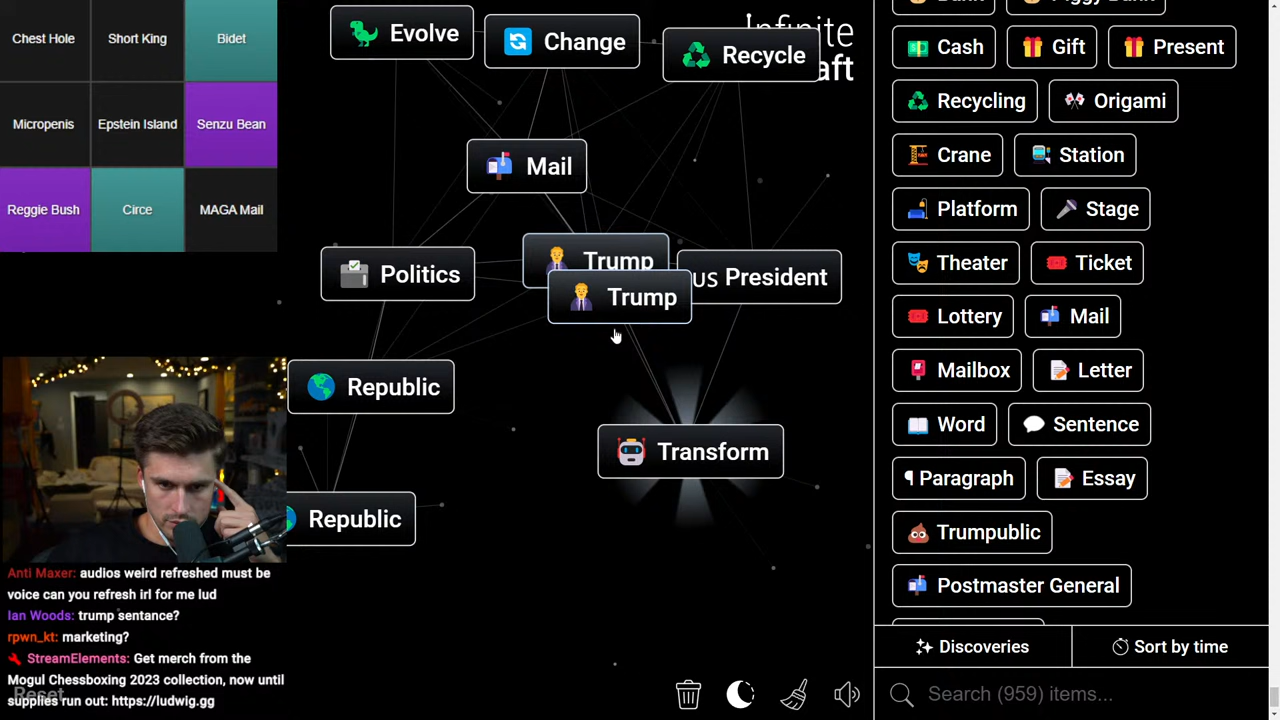 Chest Hole
Short King
Bidet
Micropenis
Epstein Island
Senzu Bean
Reggie Bush
Circe
MAGA Mail
Evolve
Change
Recycle
Infinite
Mail
Politics
Trump
Trump
US President
Republic
Transform
Republic
Anti Maxer: audios weird refreshed must be
voice can you refresh irl for me lud
Ian Woods: trump sentance?
rpwn_kt: marketing?
StreamElements: Get merch from the
Mogul Chessboxing 2023 collection, now until
supplies run out: https://ludwig.gg
Reset
Cash
Gift
Present
Recycling
Origami
Crane
Station
Platform
Stage
Theater
Ticket
Lottery
Mail
Mailbox
Letter
Word
Sentence
¶ Paragraph
Essay
Trumpublic
Postmaster General
Discoveries
Sort by time
Search (959) items...